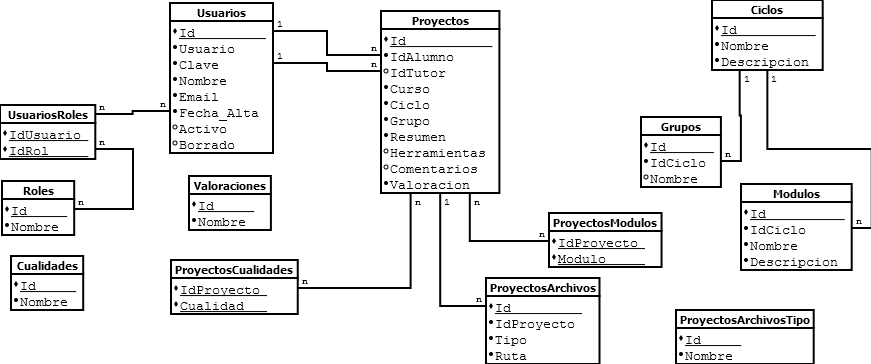 Usuarios
Id
Usuario
Clave
Nombre
Email
Fecha_Alta
Activo
Borrado
1
1
n
n
Proyectos
Id
IdAlumno
IdTutor
Curso
Ciclo
Grupo
Resumen
Herramientas
Comentarios
Valoracion
n
1
n
Ciclos
Id
Nombre
Descripcion
1
1
UsuariosRoles
IdUsuario
IdRol
n
n
n
Roles
Id
Nombre
n
Valoraciones
Id
Nombre
Grupos
Id
IdCiclo
Nombre
n
Modulos
Id
IdCiclo
Nombre
Descripcion
n
Cualidades
Id
Nombre
ProyectosCualidades
IdProyecto
Cualidad
n
ProyectosModulos
IdProyecto
Modulo
n
ProyectosArchivos
Id
IdProyecto
Tipo
Ruta
n
ProyectosArchivosTipo
Id
Nombre